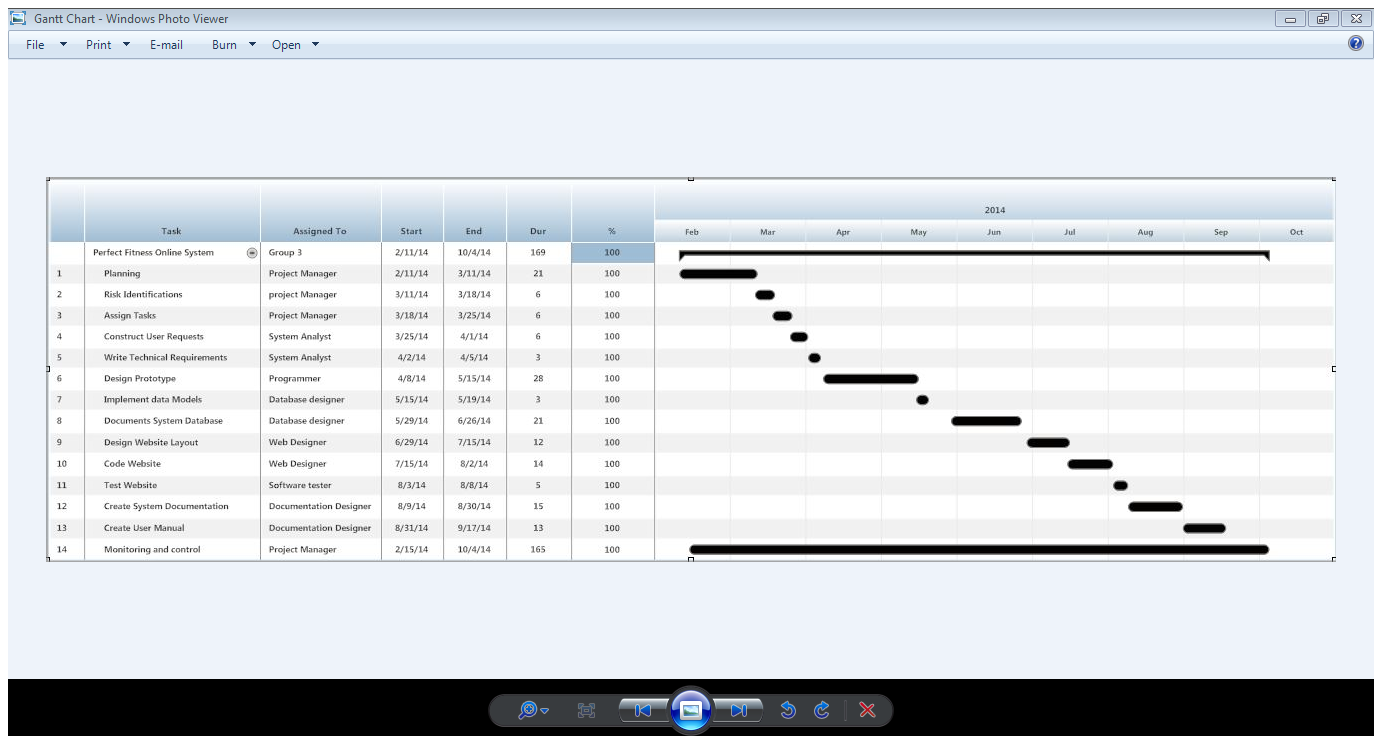 Gantt Chart - Windows Photo Viewer
File Print E-mail Burn Open
2014
Task Assigned To Start End Dur % Feb Mar Apr May Jun Jul Aug Sep Oct
Perfect Fitness Online System Group 3 2/11/14 10/4/14 169 100
1 Planning Project Manager 2/11/14 3/11/14 21 100
2 Risk Identifications project Manager 3/11/14 3/18/14 6 100
3 Assign Tasks Project Manager 3/18/14 3/25/14 6 100
4 Construct User Requests System Analyst 3/25/14 4/1/14 6 100
5 Write Technical Requirements System Analyst 4/2/14 4/5/14 3 100
6 Design Prototype Programmer 4/8/14 5/15/14 28 100
7 Implement data Models Database designer 5/15/14 5/19/14 3 100
8 Documents System Database Database designer 5/29/14 6/26/14 21 100
9 Design Website Layout Web Designer 6/29/14 7/15/14 12 100
10 Code Website Web Designer 7/15/14 8/2/14 14 100
11 Test Website Software tester 8/3/14 8/8/14 5 100
12 Create System Documentation Documentation Designer 8/9/14 8/30/14 15 100
13 Create User Manual Documentation Designer 8/31/14 9/17/14 13 100
14 Monitoring and control Project Manager 2/15/14 10/4/14 165 100